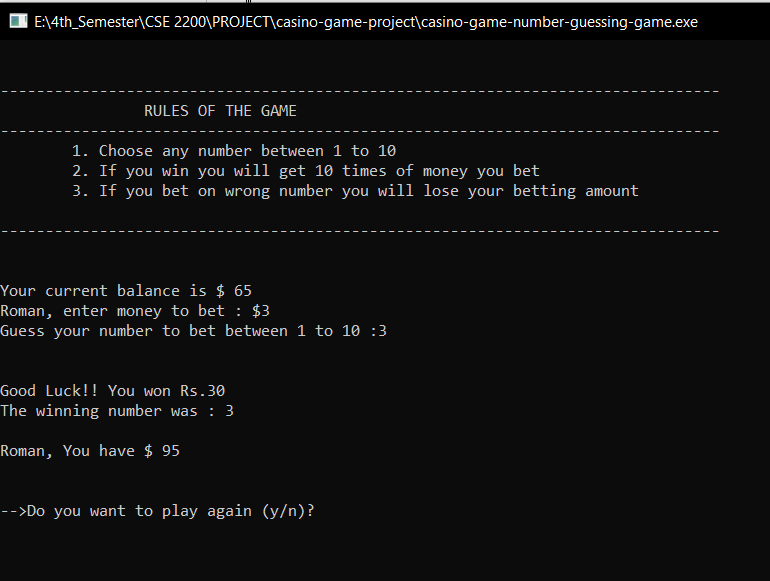 E:\4th_Semester\CSE 2200\PROJECT\casino-game-project\casino-game-number-guessing-game.exe
--------------------------------------------------------------------------------
RULES OF THE GAME
--------------------------------------------------------------------------------
1. Choose any number between 1 to 10
2. If you win you will get 10 times of money you bet
3. If you bet on wrong number you will lose your betting amount
--------------------------------------------------------------------------------
Your current balance is $ 65
Roman, enter money to bet : $3
Guess your number to bet between 1 to 10 :3
Good Luck!! You won Rs.30
The winning number was : 3
Roman, You have $ 95
-->Do you want to play again (y/n)?